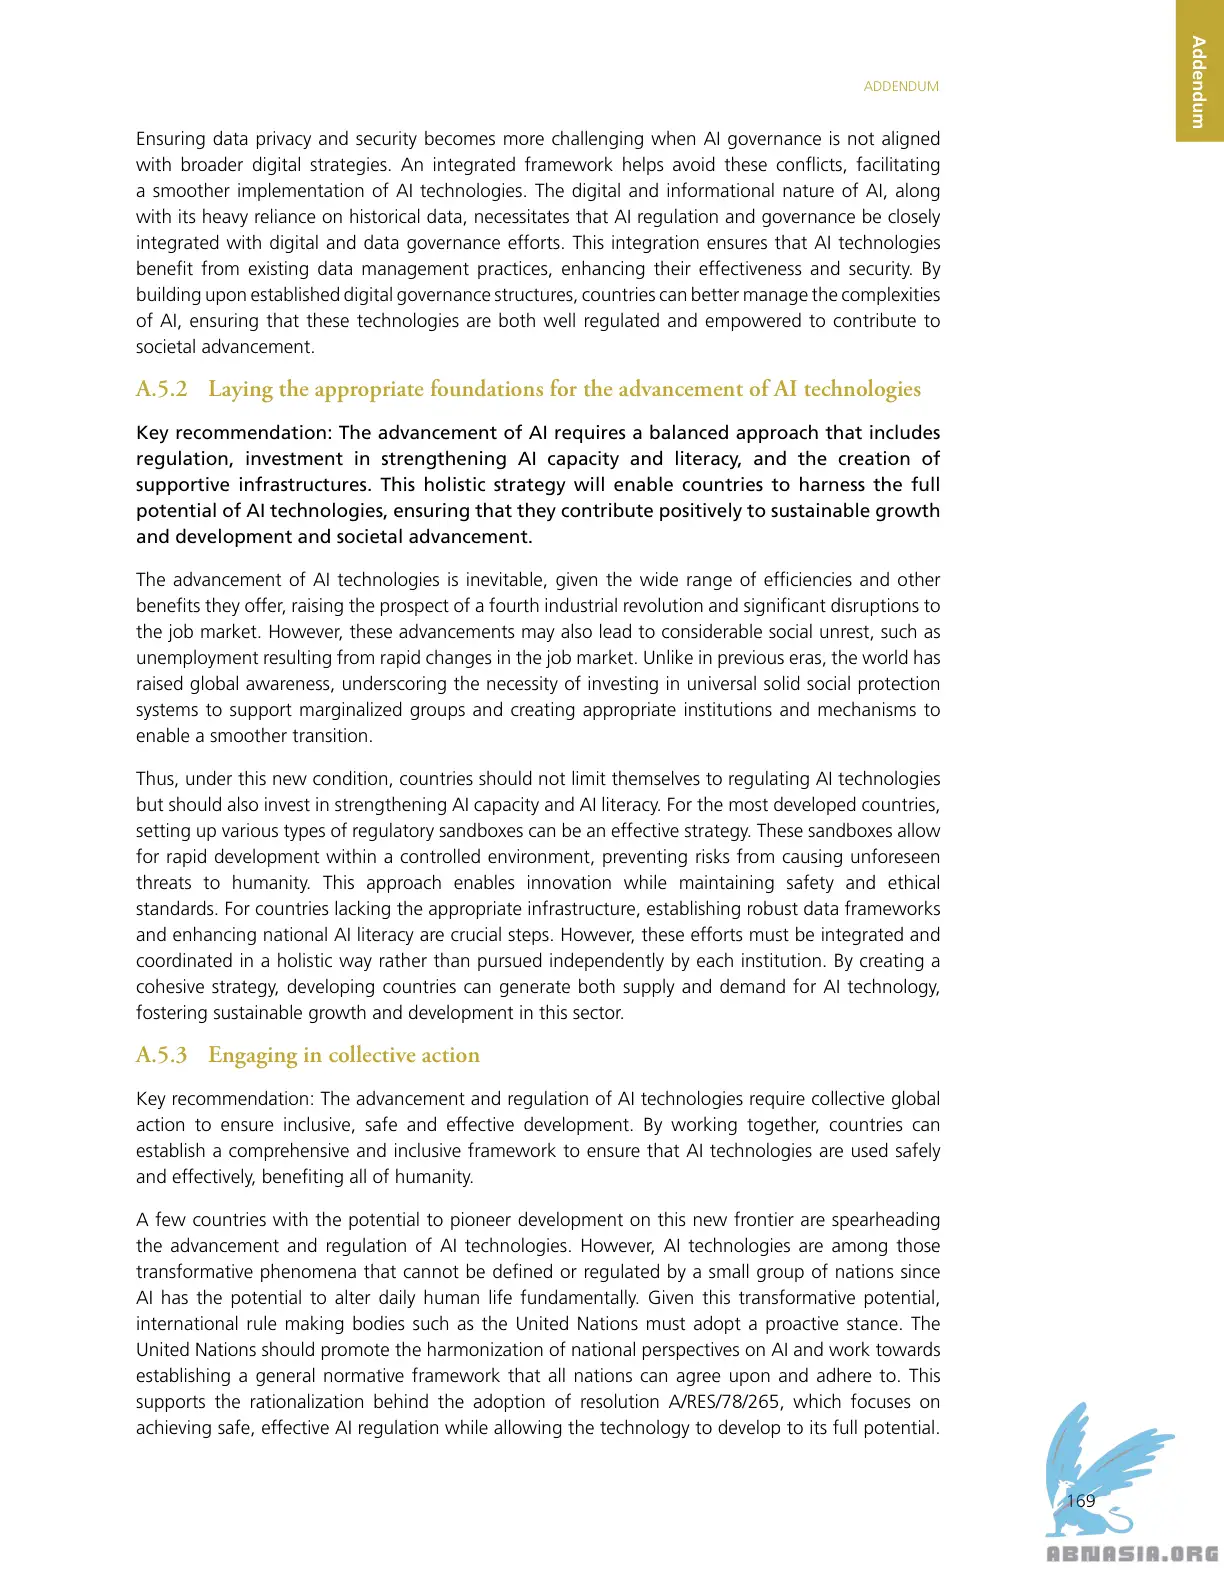 Addendum
ADDENDUM
Ensuring data privacy and security becomes more challenging when AI governance is not aligned
with broader digital strategies. An integrated framework helps avoid these conflicts, facilitating
a smoother implementation of AI technologies. The digital and informational nature of AI, along
with its heavy reliance on historical data, necessitates that AI regulation and governance be closely
integrated with digital and data governance efforts. This integration ensures that AI technologies
benefit from existing data management practices, enhancing their effectiveness and security. By
building upon established digital governance structures, countries can better manage the complexities
of AI, ensuring that these technologies are both well regulated and empowered to contribute to
societal advancement.
A.5.2 Laying the appropriate foundations for the advancement of AI technologies
Key recommendation: The advancement of AI requires a balanced approach that includes
regulation, investment in strengthening AI capacity and literacy, and the creation of
supportive infrastructures. This holistic strategy will enable countries to harness the full
potential of AI technologies, ensuring that they contribute positively to sustainable growth
and development and societal advancement.
The advancement of AI technologies is inevitable, given the wide range of efficiencies and other
benefits they offer, raising the prospect of a fourth industrial revolution and significant disruptions to
the job market. However, these advancements may also lead to considerable social unrest, such as
unemployment resulting from rapid changes in the job market. Unlike in previous eras, the world has
raised global awareness, underscoring the necessity of investing in universal solid social protection
systems to support marginalized groups and creating appropriate institutions and mechanisms to
enable a smoother transition.
Thus, under this new condition, countries should not limit themselves to regulating AI technologies
but should also invest in strengthening AI capacity and AI literacy. For the most developed countries,
setting up various types of regulatory sandboxes can be an effective strategy. These sandboxes allow
for rapid development within a controlled environment, preventing risks from causing unforeseen
threats to humanity. This approach enables innovation while maintaining safety and ethical
standards. For countries lacking the appropriate infrastructure, establishing robust data frameworks
and enhancing national AI literacy are crucial steps. However, these efforts must be integrated and
coordinated in a holistic way rather than pursued independently by each institution. By creating a
cohesive strategy, developing countries can generate both supply and demand for AI technology,
fostering sustainable growth and development in this sector.
A.5.3 Engaging in collective action
Key recommendation: The advancement and regulation of AI technologies require collective global
action to ensure inclusive, safe and effective development. By working together, countries can
establish a comprehensive and inclusive framework to ensure that AI technologies are used safely
and effectively, benefiting all of humanity.
A few countries with the potential to pioneer development on this new frontier are spearheading
the advancement and regulation of AI technologies. However, AI technologies are among those
transformative phenomena that cannot be defined or regulated by a small group of nations since
AI has the potential to alter daily human life fundamentally. Given this transformative potential,
international rule making bodies such as the United Nations must adopt a proactive stance. The
United Nations should promote the harmonization of national perspectives on AI and work towards
establishing a general normative framework that all nations can agree upon and adhere to. This
supports the rationalization behind the adoption of resolution A/RES/78/265, which focuses on
achieving safe, effective AI regulation while allowing the technology to develop to its full potential.
169
ABNASIA.ORG